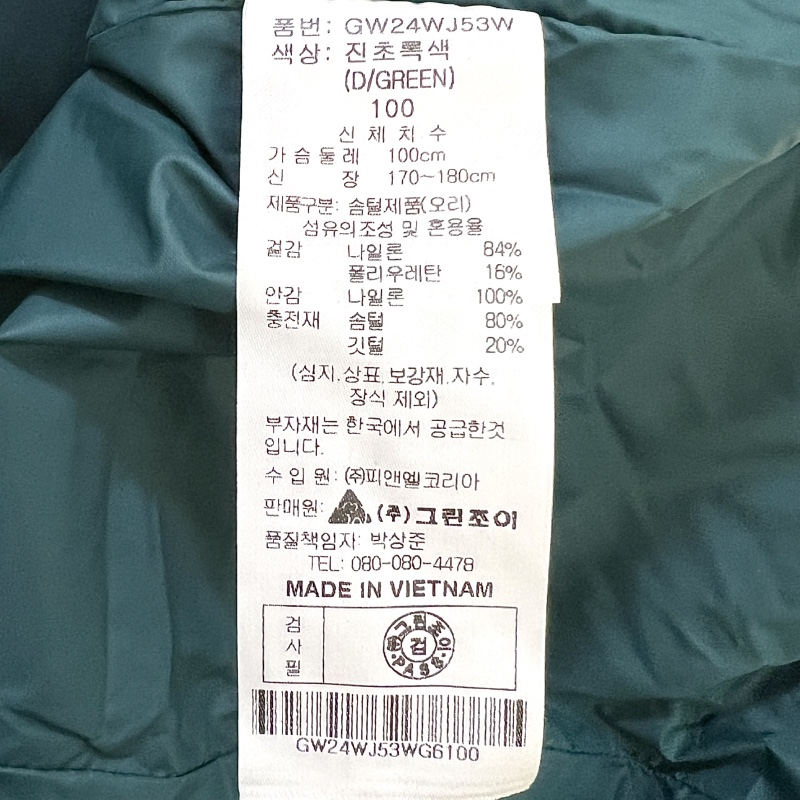 품번: GW24WJ53W
색상: 진초록색
(D/GREEN)
100
신 체 치 수
가 슴 둘 레 100cm
신 장 170~180cm
제품구분: 솜털제품(오리)
섬유의조성 및 혼용율
겉감 나일론 84%
폴리우레탄 16%
안감 나일론 100%
충전재 솜털 80%
깃털 20%
(심지,상표,보강재,자수,
장식 제외)
부자재는 한국에서 공급한것
입니다.
수 입 원: (주)피앤엘코리아
판매원: (주)그린조이
품질책임자: 박상준
TEL: 080-080-4478
MADE IN VIETNAM
검사필
㈜그린조이
검
PASS
GW24WJ53WG6100